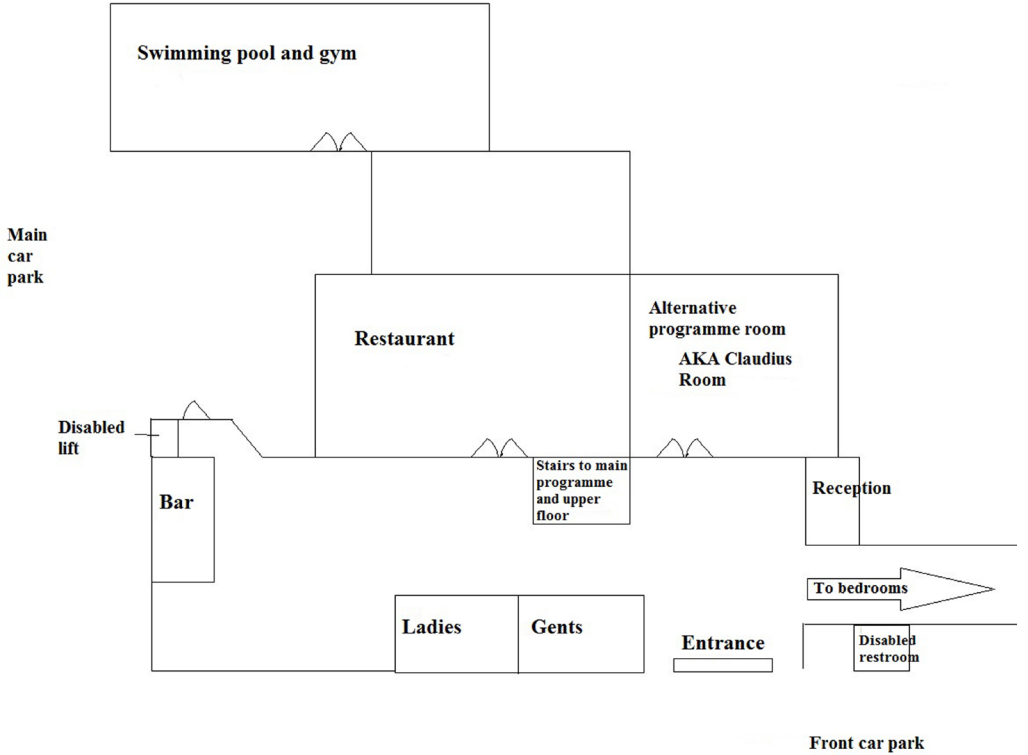 Swimming pool and gym
Main
car
park
Restaurant
Alternative
programme room
AKA Claudius
Room
Disabled
lift
Bar
Stairs to main
programme
and upper
floor
Reception
To bedrooms
Ladies
Gents
Entrance
Disabled
restroom
Front car park